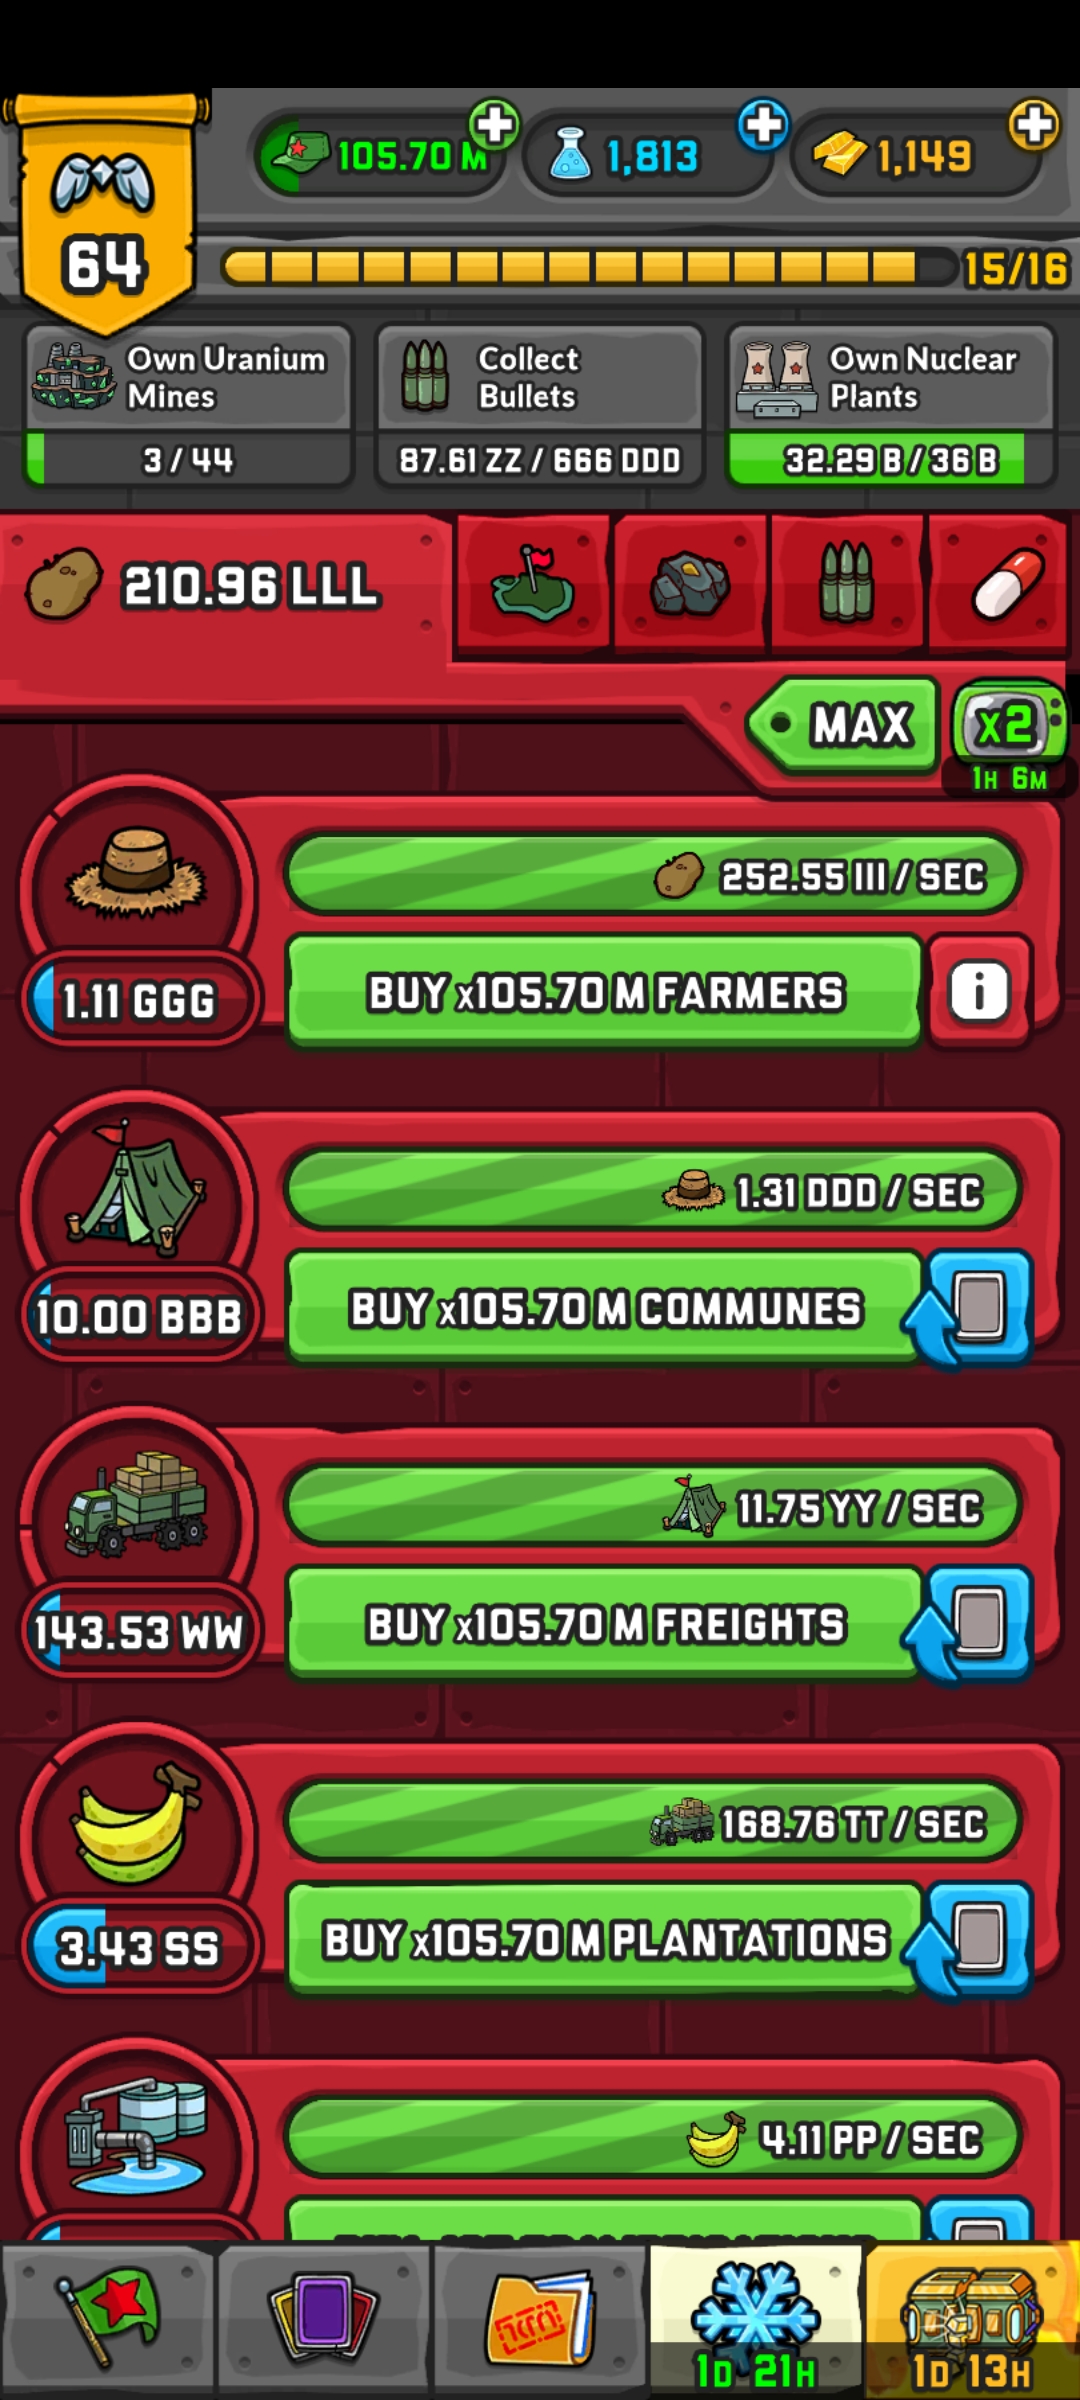 64
105.70 M
1,813
1,149
15/16
Own Uranium
Mines
3 / 44
Collect
Bullets
87.61 ZZ / 666 DDD
Own Nuclear
Plants
32.29 B / 36 B
210.96 LLL
MAX
x2
1H 6M
252.55 III / SEC
1.11 GGG
BUY x105.70 M FARMERS
i
1.31 DDD / SEC
10.00 BBB
BUY x105.70 M COMMUNES
11.75 YY / SEC
143.53 WW
BUY x105.70 M FREIGHTS
168.76 TT / SEC
3.43 SS
BUY x105.70 M PLANTATIONS
4.11 PP / SEC
1D 21H
1D 13H